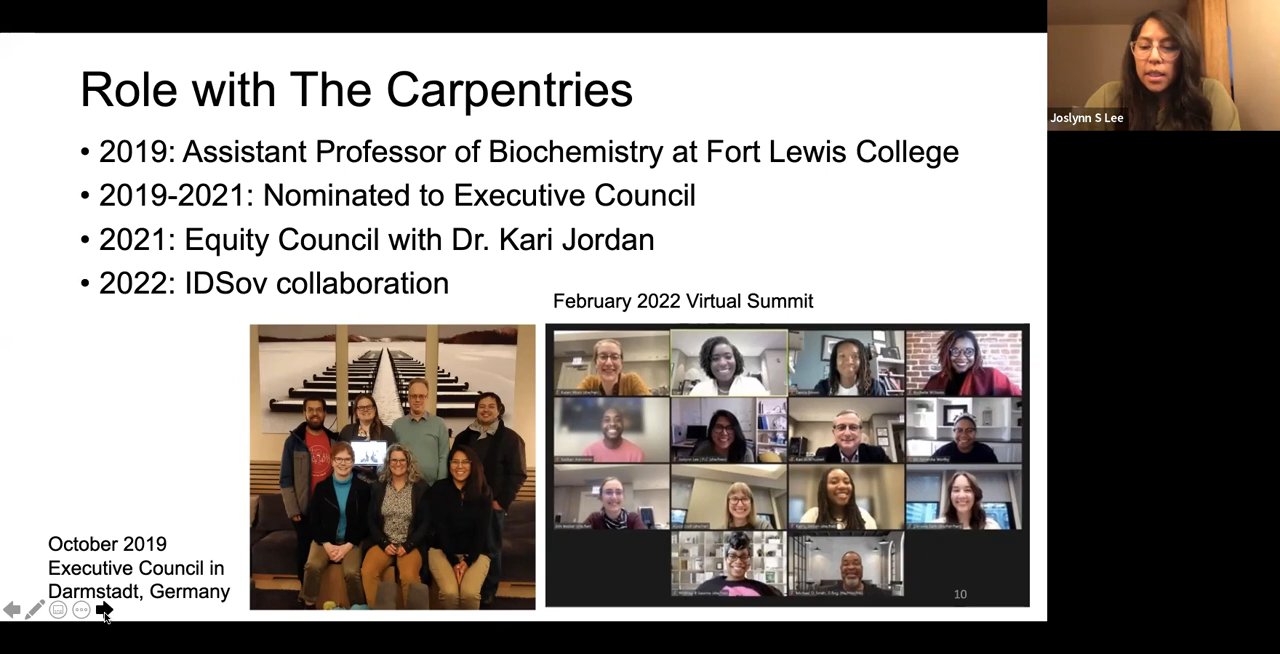 Role with The Carpentries
• 2019: Assistant Professor of Biochemistry at Fort Lewis College
• 2019-2021: Nominated to Executive Council
• 2021: Equity Council with Dr. Kari Jordan
• 2022: IDSov collaboration
February 2022 Virtual Summit
October 2019
Executive Council in
Darmstadt, Germany
10
Joslynn S Lee